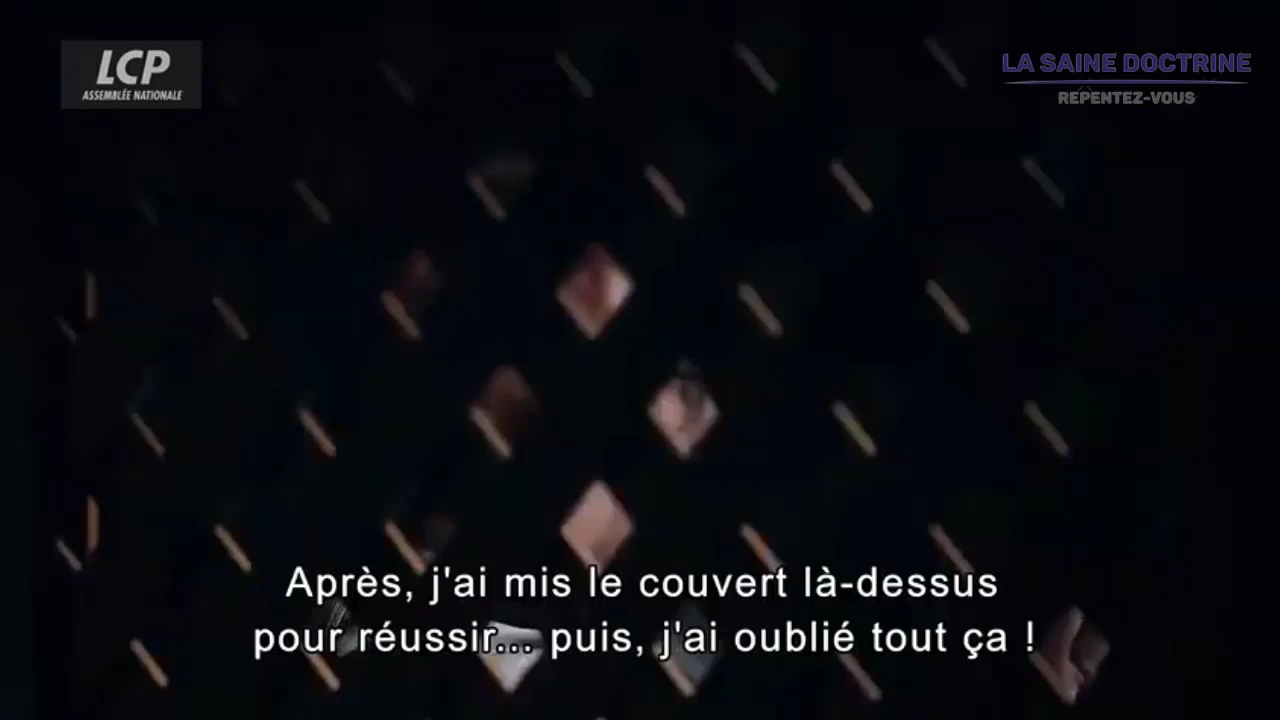 LCP
ASSEMBLÉE NATIONALE
LA SAINE DOCTRINE
REPENTEZ-VOUS
Après, j'ai mis le couvert là-dessus
pour réussir... puis, j'ai oublié tout ça !